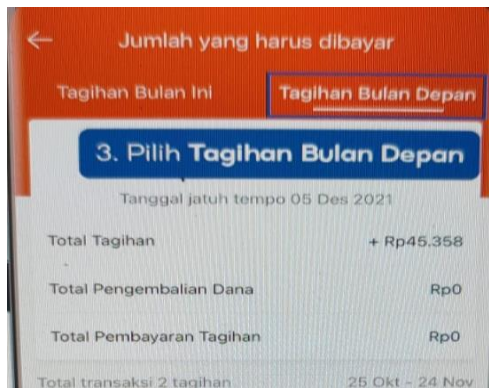 Jumlah yang harus dibayar
Tagihan Bulan Ini Tagihan Bulan Depan
3. Pilih Tagihan Bulan Depan
Tanggal jatuh tempo 05 Des 2021
Total Tagihan + Rp45.358
Total Pengembalian Dana Rp0
Total Pembayaran Tagihan Rp0
Total transaksi 2 tagihan 25 Okt - 24 Nov